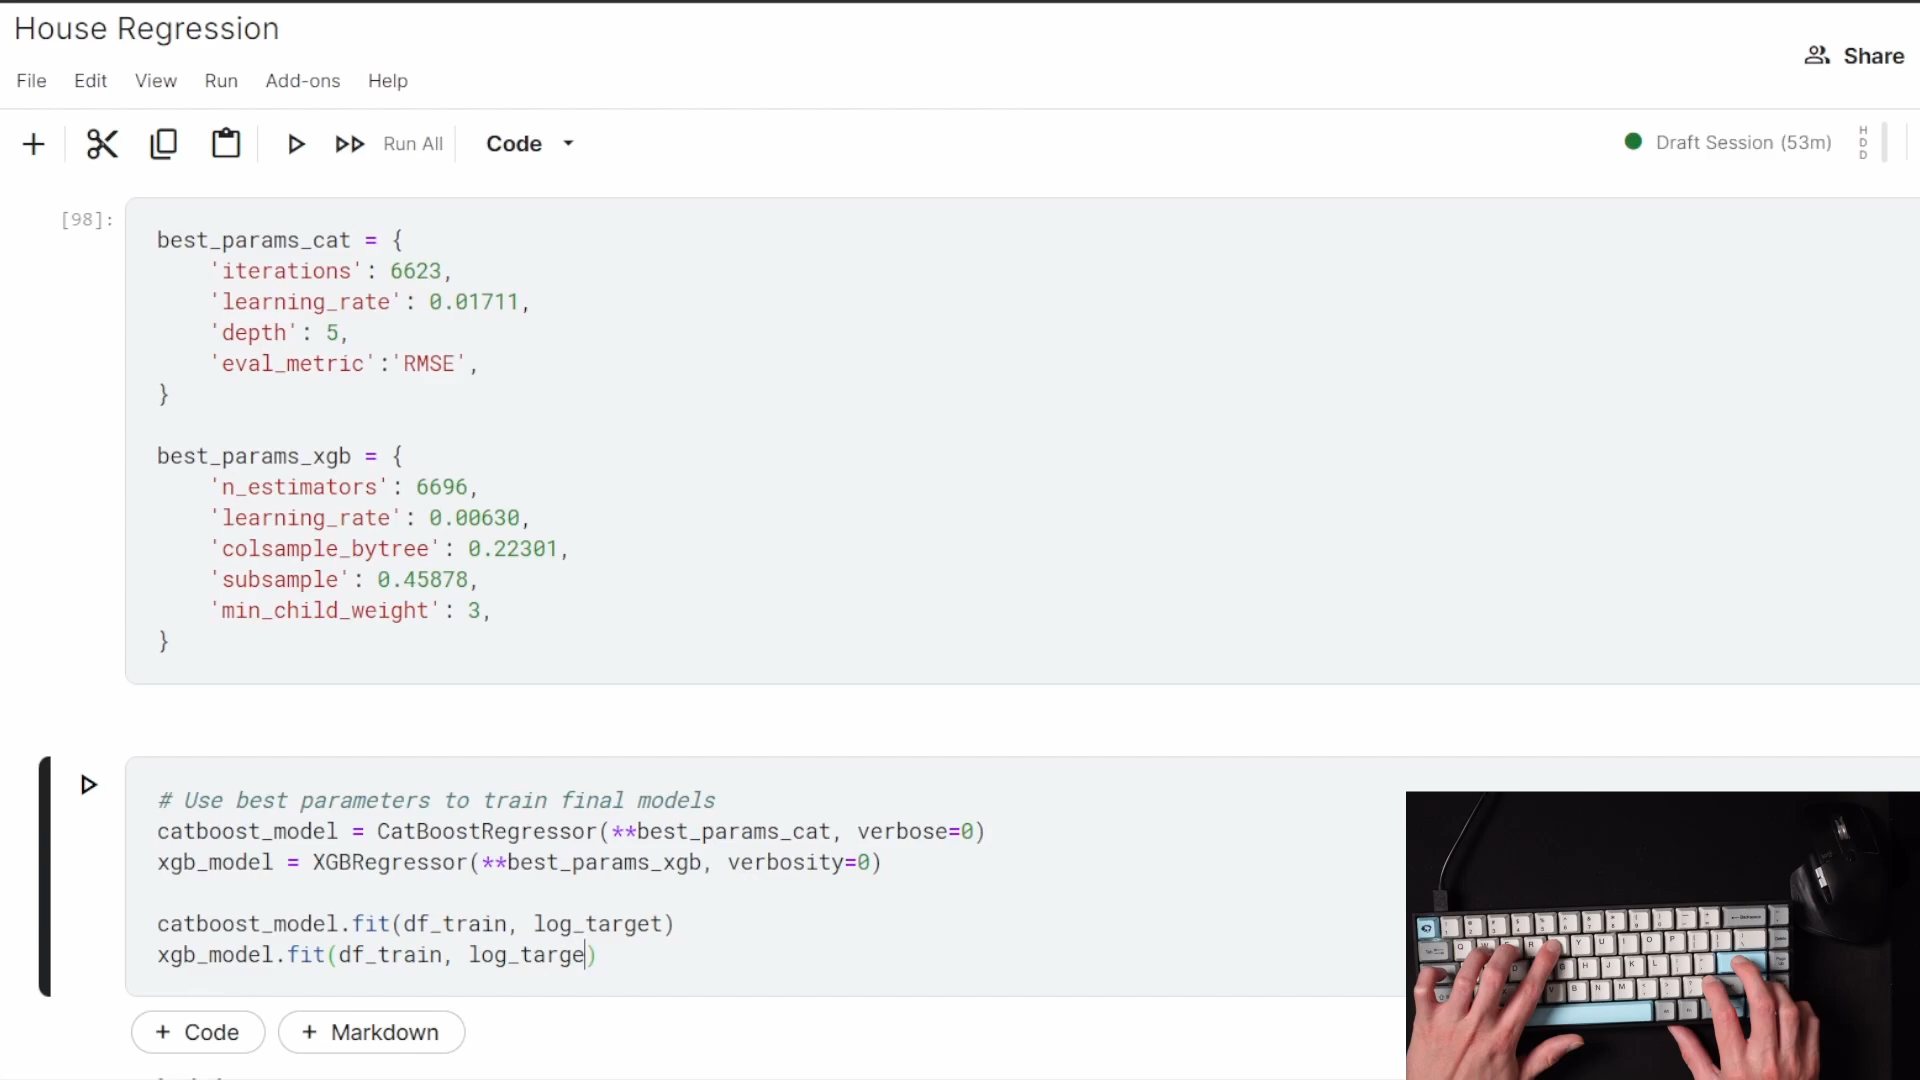 House Regression
Share
File Edit View Run Add-ons Help
Run All Code Draft Session (53m) HDD
[98]:
best_params_cat = {
'iterations': 6623,
'learning_rate': 0.01711,
'depth': 5,
'eval_metric':'RMSE',
}
best_params_xgb = {
'n_estimators': 6696,
'learning_rate': 0.00630,
'colsample_bytree': 0.22301,
'subsample': 0.45878,
'min_child_weight': 3,
}
# Use best parameters to train final models
catboost_model = CatBoostRegressor(**best_params_cat, verbose=0)
xgb_model = XGBRegressor(**best_params_xgb, verbosity=0)
catboost_model.fit(df_train, log_target)
xgb_model.fit(df_train, log_targe)
+ Code + Markdown